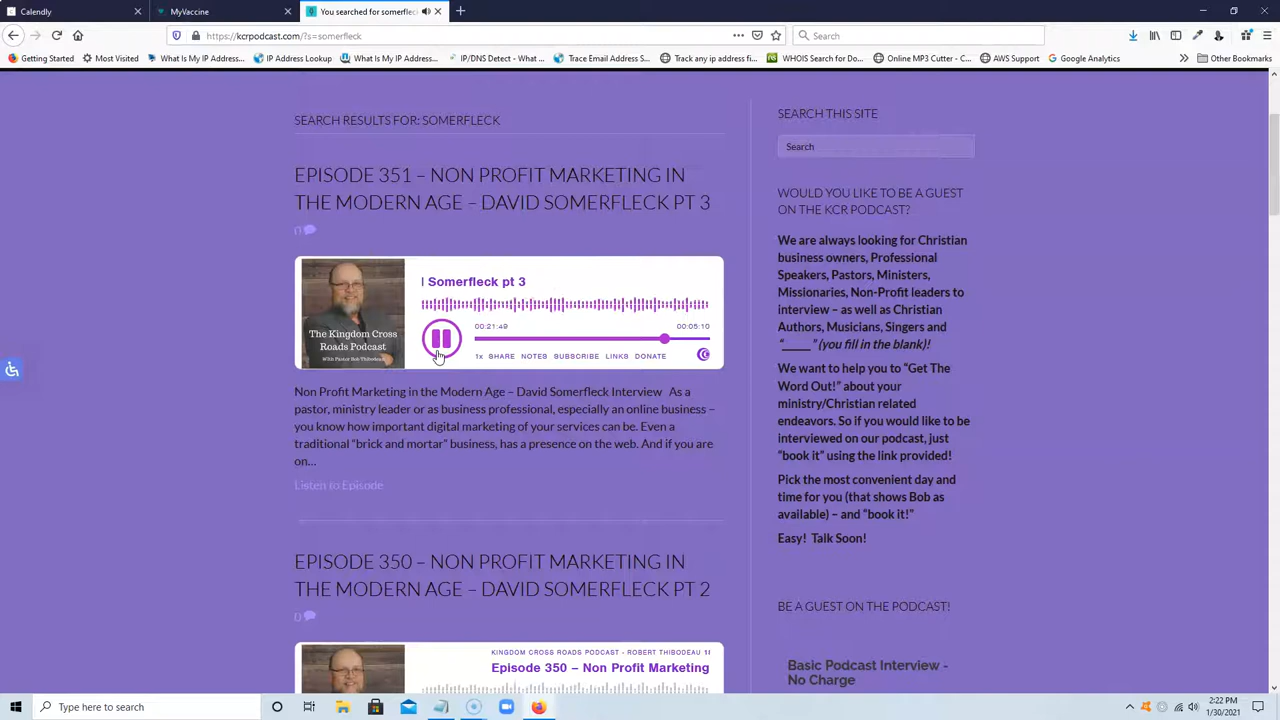 Calendly
MyVaccine
You searched for somerfleck
https://kcrpodcast.com/?s=somerfleck
Search
Getting Started
Most Visited
What Is My IP Address...
IP Address Lookup
What Is My IP Address...
IP/DNS Detect - What ...
Trace Email Address S...
Track any ip address fi...
WHOIS Search for Do...
Online MP3 Cutter - C...
AWS Support
Google Analytics
Other Bookmarks
SEARCH RESULTS FOR: SOMERFLECK
EPISODE 351 – NON PROFIT MARKETING IN
THE MODERN AGE – DAVID SOMERFLECK PT 3
0
The Kingdom Cross
Roads Podcast
With Pastor Bob Thibodeau
Somerfleck pt 3
00:21:49
00:05:10
1x SHARE NOTES SUBSCRIBE LINKS DONATE
Non Profit Marketing in the Modern Age – David Somerfleck Interview As a
pastor, ministry leader or as business professional, especially an online business –
you know how important digital marketing of your services can be. Even a
traditional “brick and mortar” business, has a presence on the web. And if you are
on…
Listen to Episode
EPISODE 350 – NON PROFIT MARKETING IN
THE MODERN AGE – DAVID SOMERFLECK PT 2
0
KINGDOM CROSS ROADS PODCAST - ROBERT THIBODEAU
Episode 350 – Non Profit Marketing
SEARCH THIS SITE
Search
WOULD YOU LIKE TO BE A GUEST
ON THE KCR PODCAST?
We are always looking for Christian
business owners, Professional
Speakers, Pastors, Ministers,
Missionaries, Non-Profit leaders to
interview – as well as Christian
Authors, Musicians, Singers and
“_____” (you fill in the blank)!
We want to help you to “Get The
Word Out!” about your
ministry/Christian related
endeavors. So if you would like to be
interviewed on our podcast, just
“book it” using the link provided!
Pick the most convenient day and
time for you (that shows Bob as
available) – and “book it!”
Easy! Talk Soon!
BE A GUEST ON THE PODCAST!
Basic Podcast Interview -
No Charge
Type here to search
2:22 PM
1/30/2021